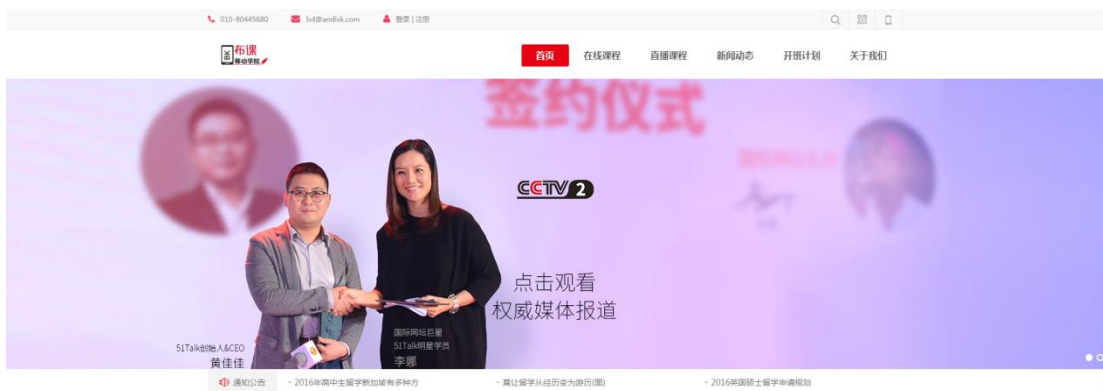 010-80445680
bd@andisk.com
登录 | 注册
布课
移动学院
首页
在线课程
直播课程
新闻动态
开班计划
关于我们
签约仪式
CCTV 2
点击观看
权威媒体报道
国际网坛巨星
51Talk明星学员
李娜
51Talk创始人&CEO
黄佳佳
通知公告
· 2016年高中生留学新加坡有多种方
· 莫让留学从经历变为游历(图)
· 2016英国硕士留学申请规划